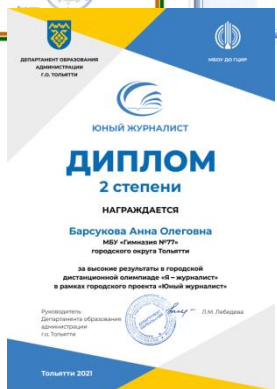 ДЕПАРТАМЕНТ ОБРАЗОВАНИЯ
АДМИНИСТРАЦИИ
Г.О. ТОЛЬЯТТИ
МБОУ ДО ГЦИР
ЮНЫЙ ЖУРНАЛИСТ
ДИПЛОМ
2 степени
НАГРАЖДАЕТСЯ
Барсукова Анна Олеговна
МБУ «Гимназия №77»
городского округа Тольятти
за высокие результаты в городской
дистанционной олимпиаде «Я – журналист»
в рамках городского проекта «Юный журналист»
Руководитель
Департамента образования
администрации
г.о. Тольятти
Л.М. Лебедева
Тольятти 2021